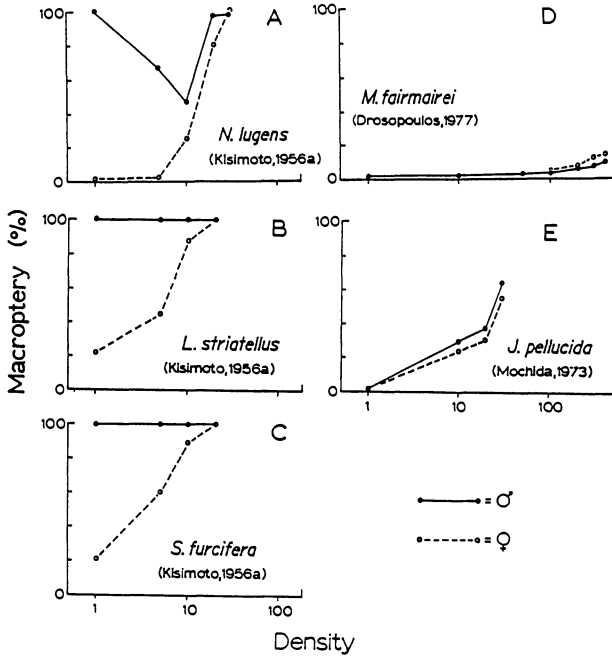 A
100
0
N. lugens
(Kisimoto, 1956a)
B
100
0
L. striatellus
(Kisimoto, 1956a)
C
100
0
S. furcifera
(Kisimoto, 1956a)
1
10
100
D
100
0
M. fairmairei
(Drosopoulos, 1977)
E
100
0
J. pellucida
(Mochida, 1973)
1
10
100
= ♂
= ♀
Macroptery (%)
Density